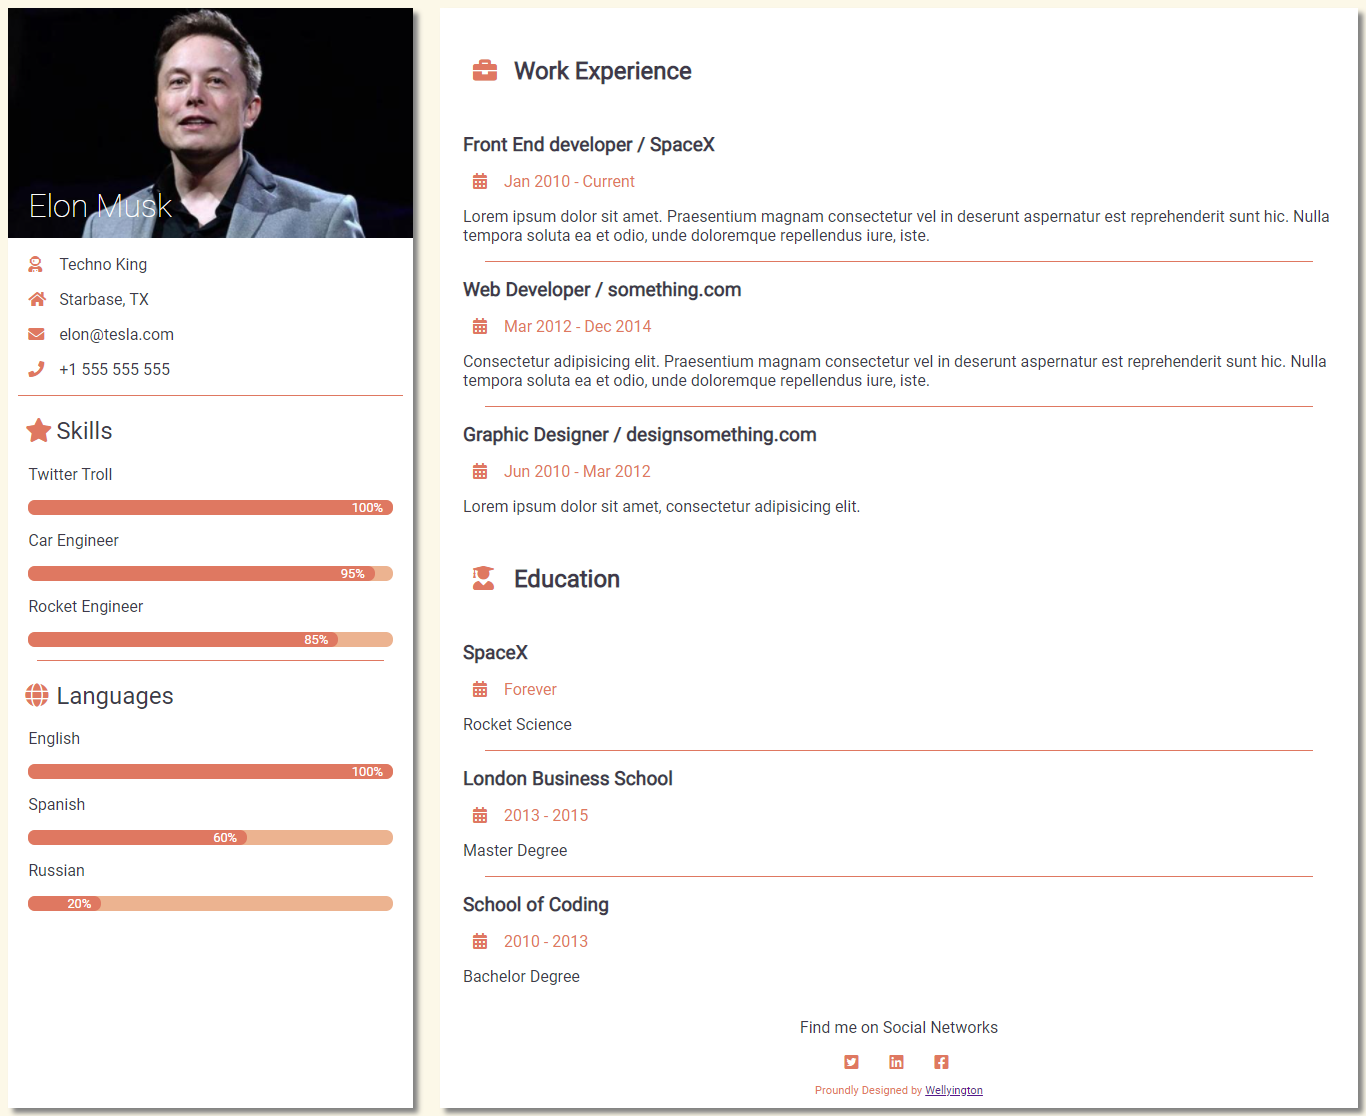 Elon Musk
Techno King
Starbase, TX
elon@tesla.com
+1 555 555 555
Skills
Twitter Troll
100%
Car Engineer
95%
Rocket Engineer
85%
Languages
English
100%
Spanish
60%
Russian
20%
Work Experience
Front End developer / SpaceX
Jan 2010 - Current
Lorem ipsum dolor sit amet. Praesentium magnam consectetur vel in deserunt aspernatur est reprehenderit sunt hic. Nulla
tempora soluta ea et odio, unde doloremque repellendus iure, iste.
Web Developer / something.com
Mar 2012 - Dec 2014
Consectetur adipisicing elit. Praesentium magnam consectetur vel in deserunt aspernatur est reprehenderit sunt hic. Nulla
tempora soluta ea et odio, unde doloremque repellendus iure, iste.
Graphic Designer / designsomething.com
Jun 2010 - Mar 2012
Lorem ipsum dolor sit amet, consectetur adipisicing elit.
Education
SpaceX
Forever
Rocket Science
London Business School
2013 - 2015
Master Degree
School of Coding
2010 - 2013
Bachelor Degree
Find me on Social Networks
Proundly Designed by Wellyington